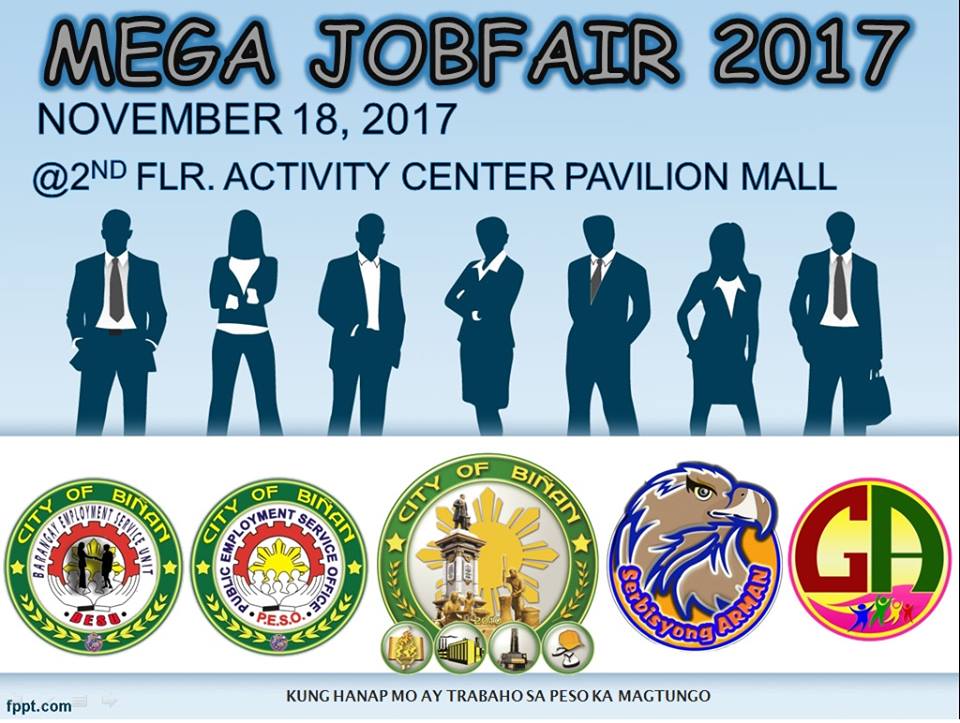 MEGA JOBFAIR 2017
NOVEMBER 18, 2017
@2ND FLR. ACTIVITY CENTER PAVILION MALL
CITY OF BIÑAN
BARANGAY EMPLOYMENT SERVICE UNIT
BESU
CITY OF BIÑAN
PUBLIC EMPLOYMENT SERVICE OFFICE
P.E.S.O.
CITY OF BIÑAN
2010
Serbisyong ARMAN
GA
KUNG HANAP MO AY TRABAHO SA PESO KA MAGTUNGO
fppt.com